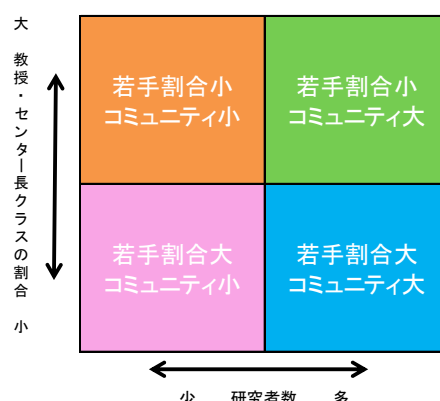 大 教授・センター長クラスの割合 小
若手割合小
コミュニティ小
若手割合小
コミュニティ大
若手割合大
コミュニティ小
若手割合大
コミュニティ大
少 研究者数 多